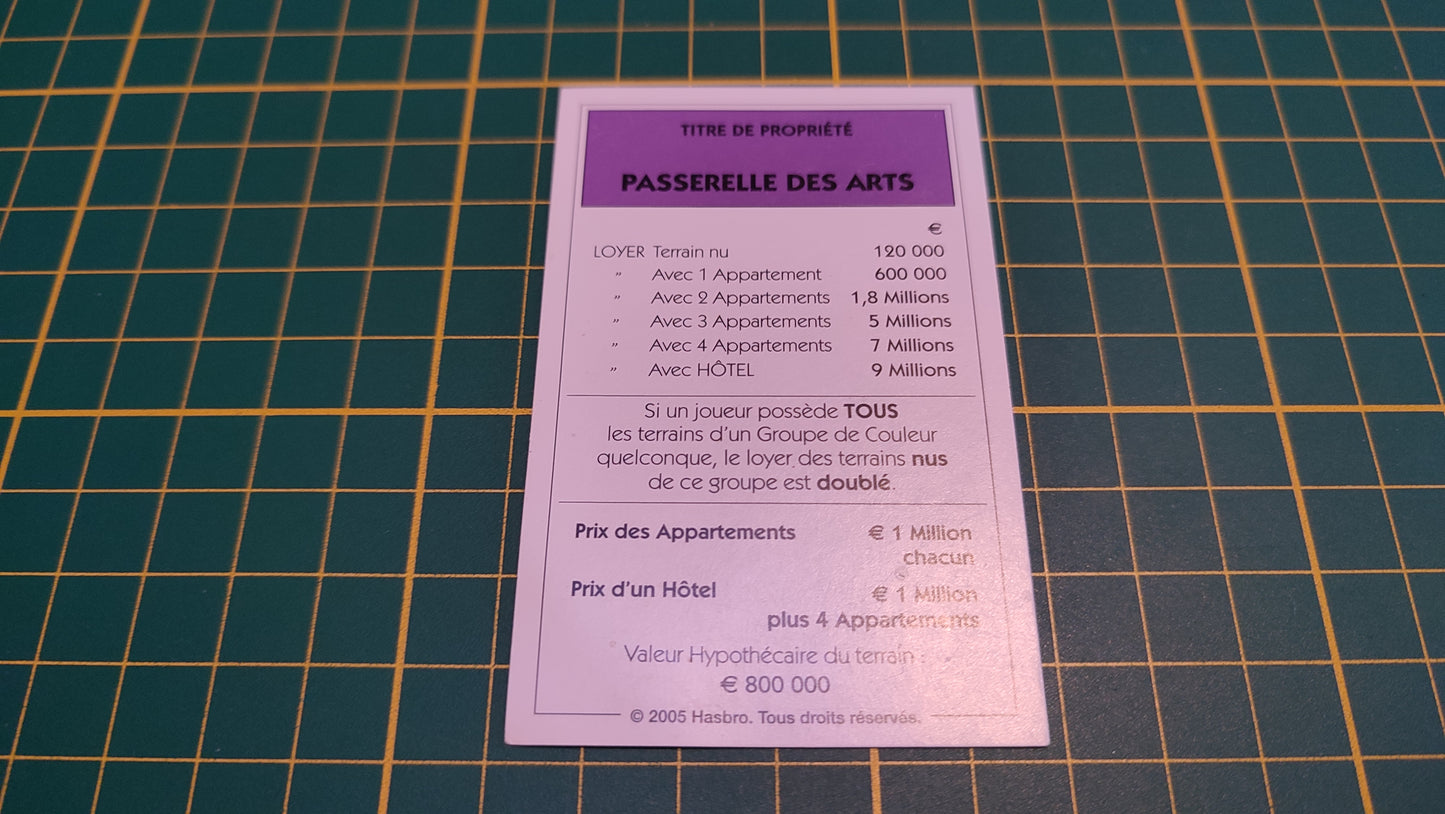 TITRE DE PROPRIÉTÉ
PASSERELLE DES ARTS
€
LOYER Terrain nu 120 000
” Avec 1 Appartement 600 000
” Avec 2 Appartements 1,8 Millions
” Avec 3 Appartements 5 Millions
” Avec 4 Appartements 7 Millions
” Avec HÔTEL 9 Millions
Si un joueur possède TOUS
les terrains d’un Groupe de Couleur
quelconque, le loyer des terrains nus
de ce groupe est doublé.
Prix des Appartements € 1 Million
chacun
Prix d’un Hôtel € 1 Million
plus 4 Appartements
Valeur Hypothécaire du terrain :
€ 800 000
© 2005 Hasbro. Tous droits réservés.